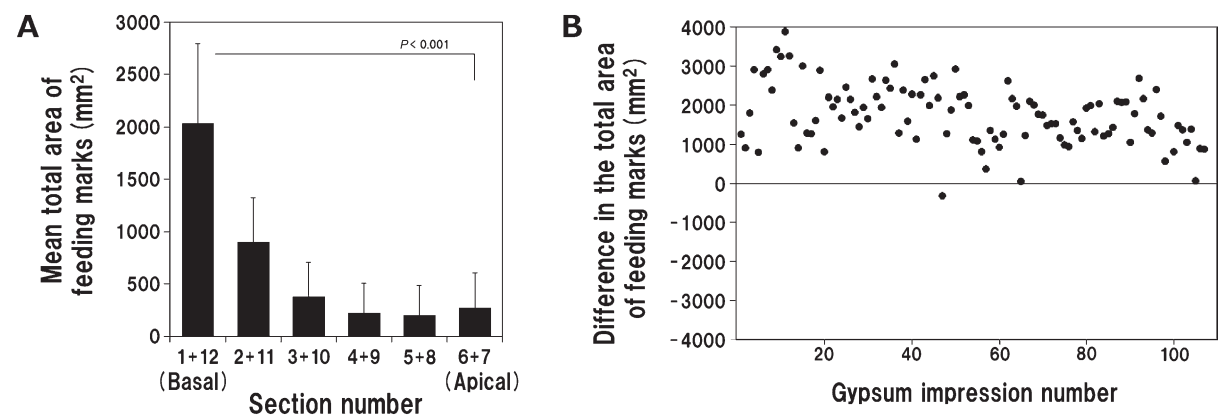 A
Mean total area of
feeding marks (mm²)
3000
2500
2000
1500
1000
500
0
P < 0.001
1+12
2+11
3+10
4+9
5+8
6+7
(Basal)
(Apical)
Section number
B
Difference in the total area
of feeding marks (mm²)
4000
3000
2000
1000
0
-1000
-2000
-3000
-4000
20
40
60
80
100
Gypsum impression number